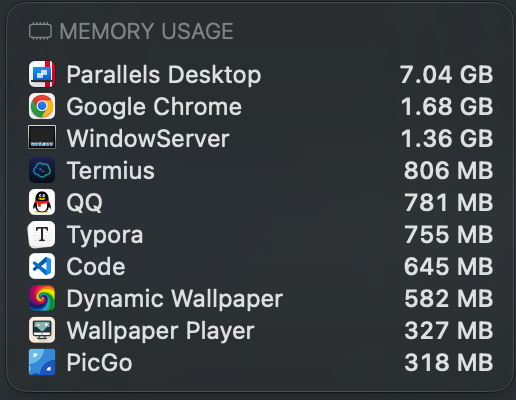 MEMORY USAGE
Parallels Desktop 7.04 GB
Google Chrome 1.68 GB
WindowServer 1.36 GB
Termius 806 MB
QQ 781 MB
T Typora 755 MB
Code 645 MB
Dynamic Wallpaper 582 MB
Wallpaper Player 327 MB
PicGo 318 MB